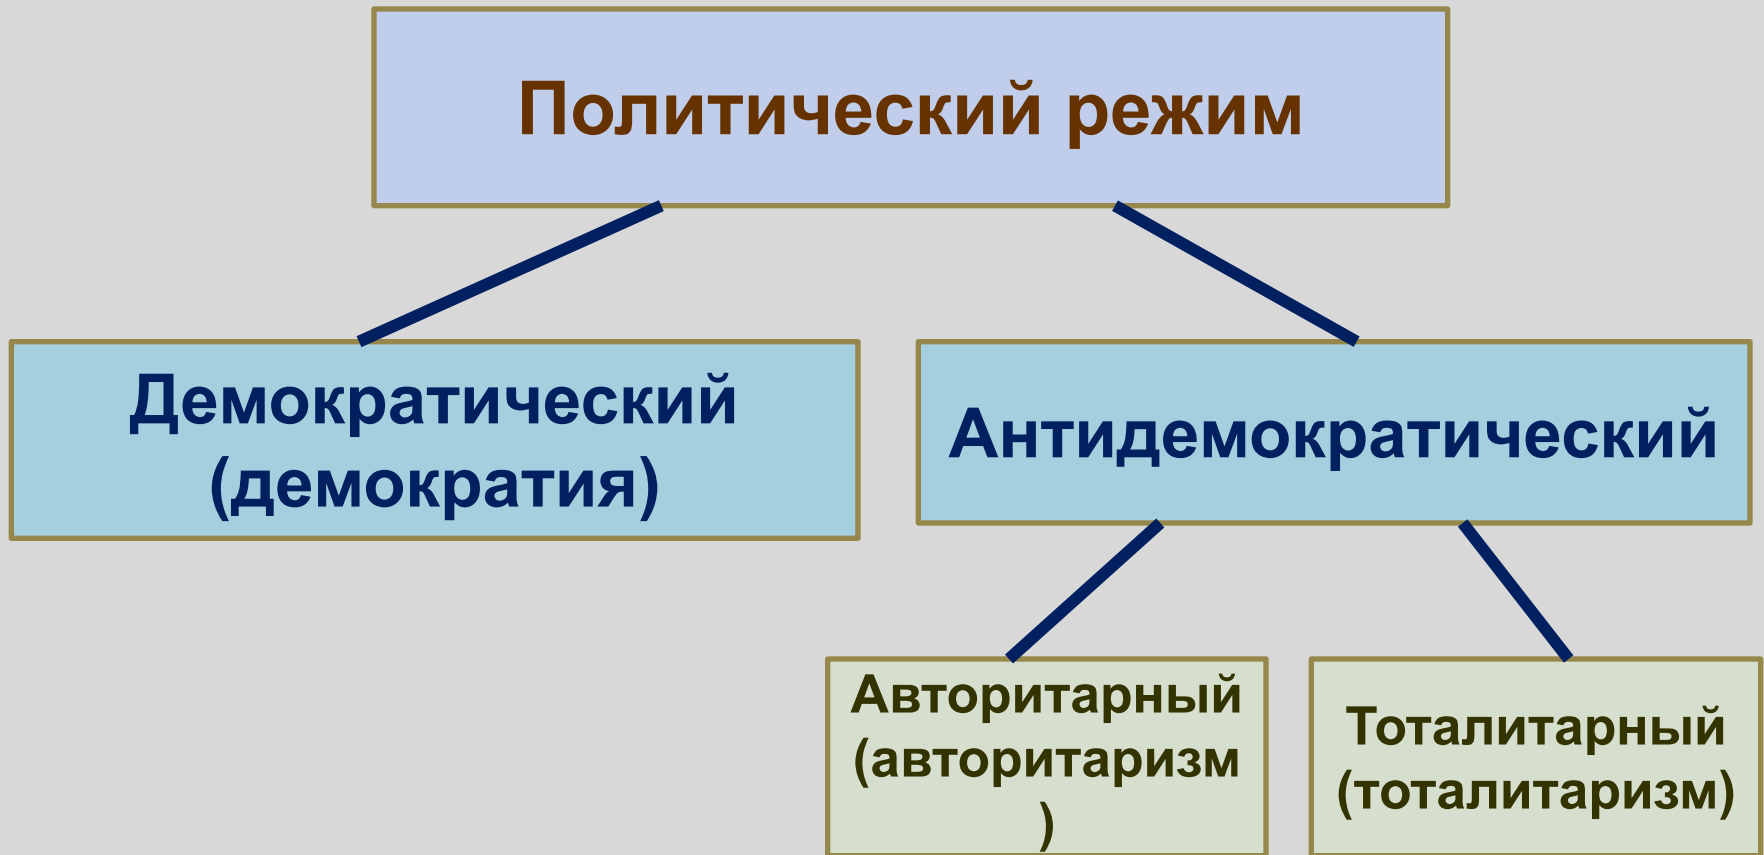 Политический режим
Демократический
(демократия)
Антидемократический
Авторитарный
(авторитаризм
)
Тоталитарный
(тоталитаризм)